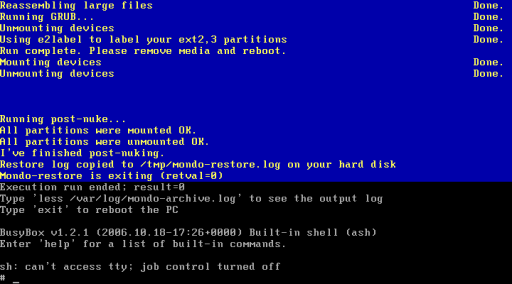 Reassembling large files Done.
Running GRUB... Done.
Unmounting devices Done.
Using e2label to label your ext2,3 partitions Done.
Run complete. Please remove media and reboot.
Mounting devices Done.
Unmounting devices Done.
Running post-nuke...
All partitions were mounted OK.
All partitions were unmounted OK.
I've finished post-nuking.
Restore log copied to /tmp/mondo-restore.log on your hard disk
Mondo-restore is exiting (retval=0)
Execution run ended; result=0
Type 'less /var/log/mondo-archive.log' to see the output log
Type 'exit' to reboot the PC
BusyBox v1.2.1 (2006.10.18-17:26+0000) Built-in shell (ash)
Enter 'help' for a list of built-in commands.
sh: can't access tty; job control turned off
# _